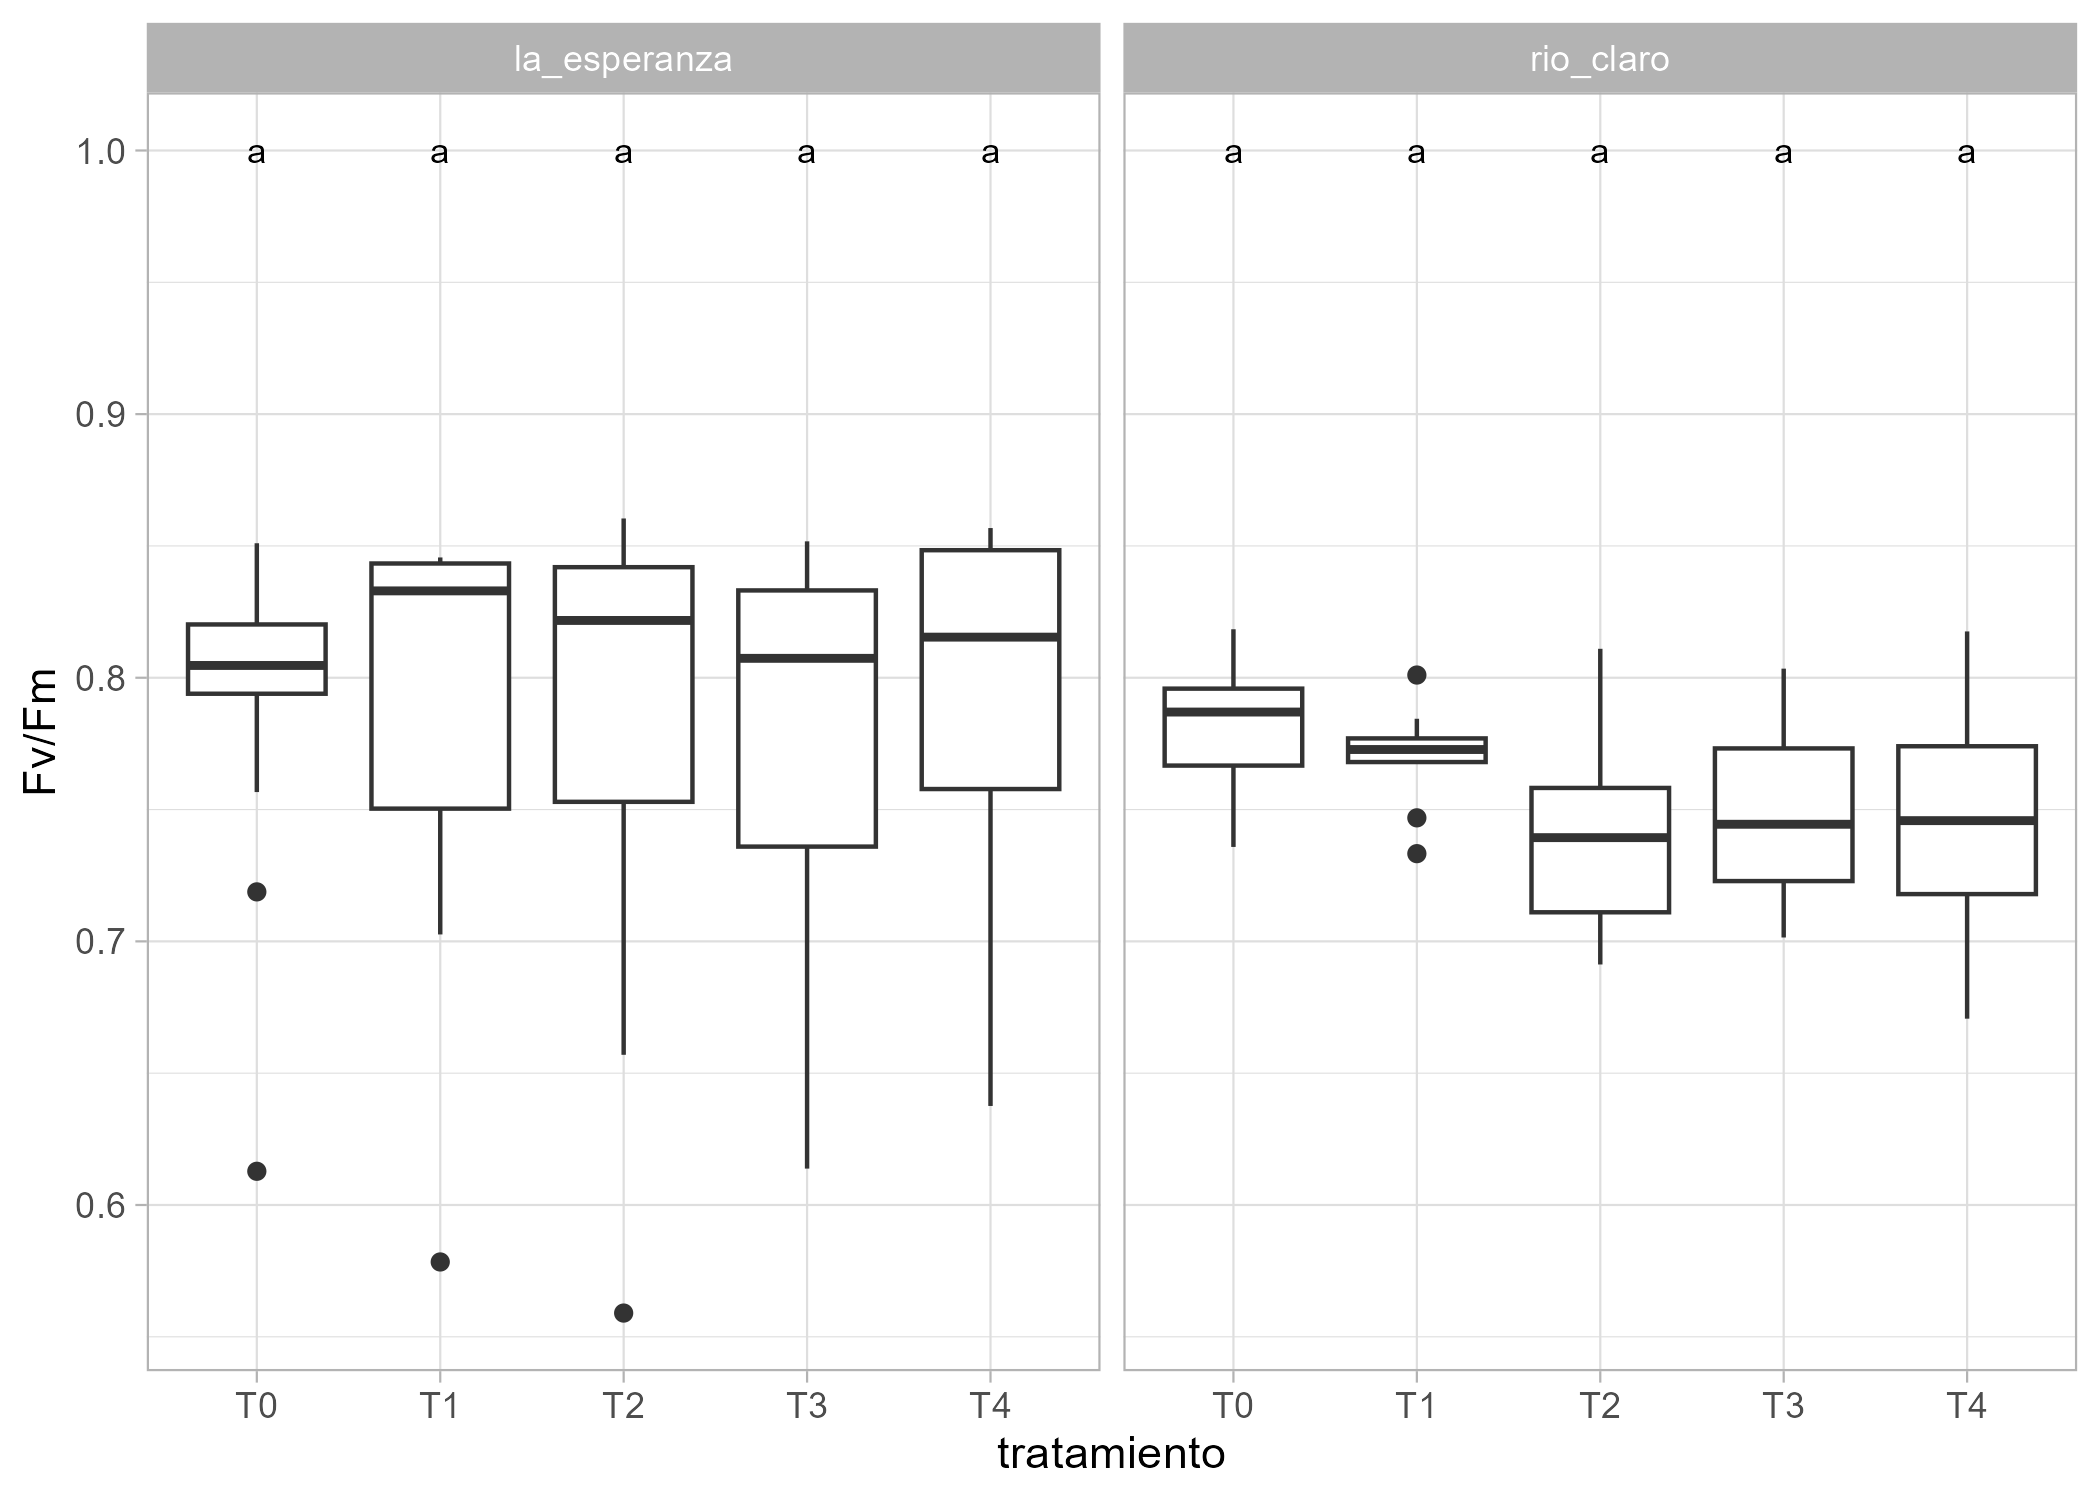 la_esperanza
rio_claro
a a a a a
a a a a a
1.0
0.9
0.8
0.7
0.6
Fv/Fm
T0 T1 T2 T3 T4
T0 T1 T2 T3 T4
tratamiento